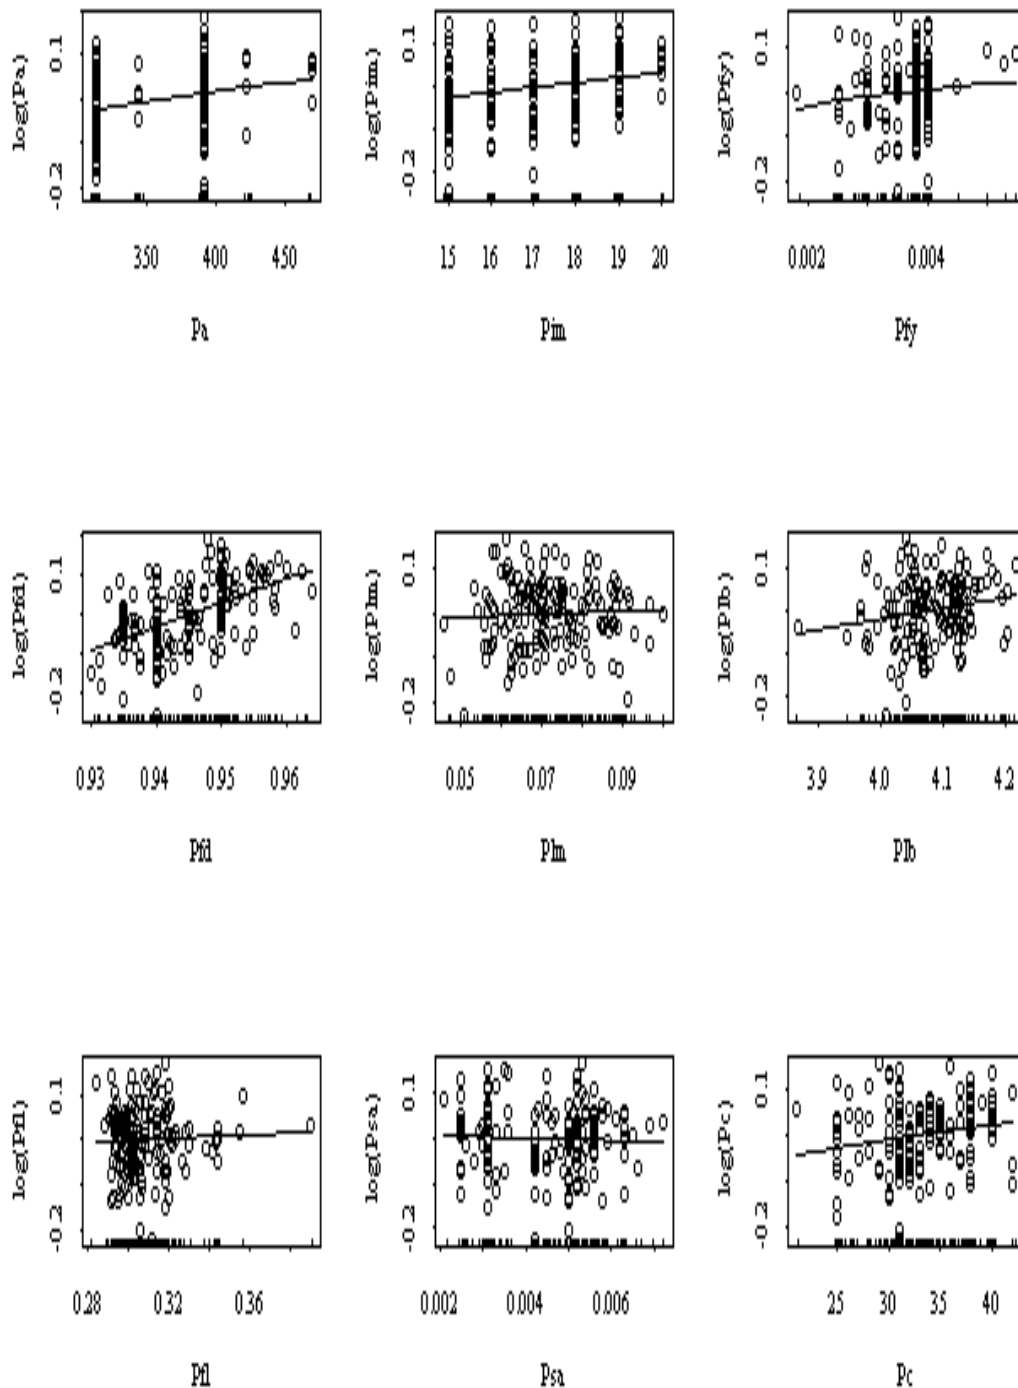 log(Pa)
0.1
-0.2
350 400 450
Pa
log(Pim)
0.1
-0.2
15 16 17 18 19 20
Pim
log(Pfy)
0.1
-0.2
0.002 0.004
Pfy
log(Pfd)
0.1
-0.2
0.93 0.94 0.95 0.96
Pfd
log(Plm)
0.1
-0.2
0.05 0.07 0.09
Plm
log(Plb)
0.1
-0.2
3.9 4.0 4.1 4.2
Plb
log(Pfl)
0.1
-0.2
0.28 0.32 0.36
Pfl
log(Psa)
0.1
-0.2
0.002 0.004 0.006
Psa
log(Pc)
0.1
-0.2
25 30 35 40
Pc